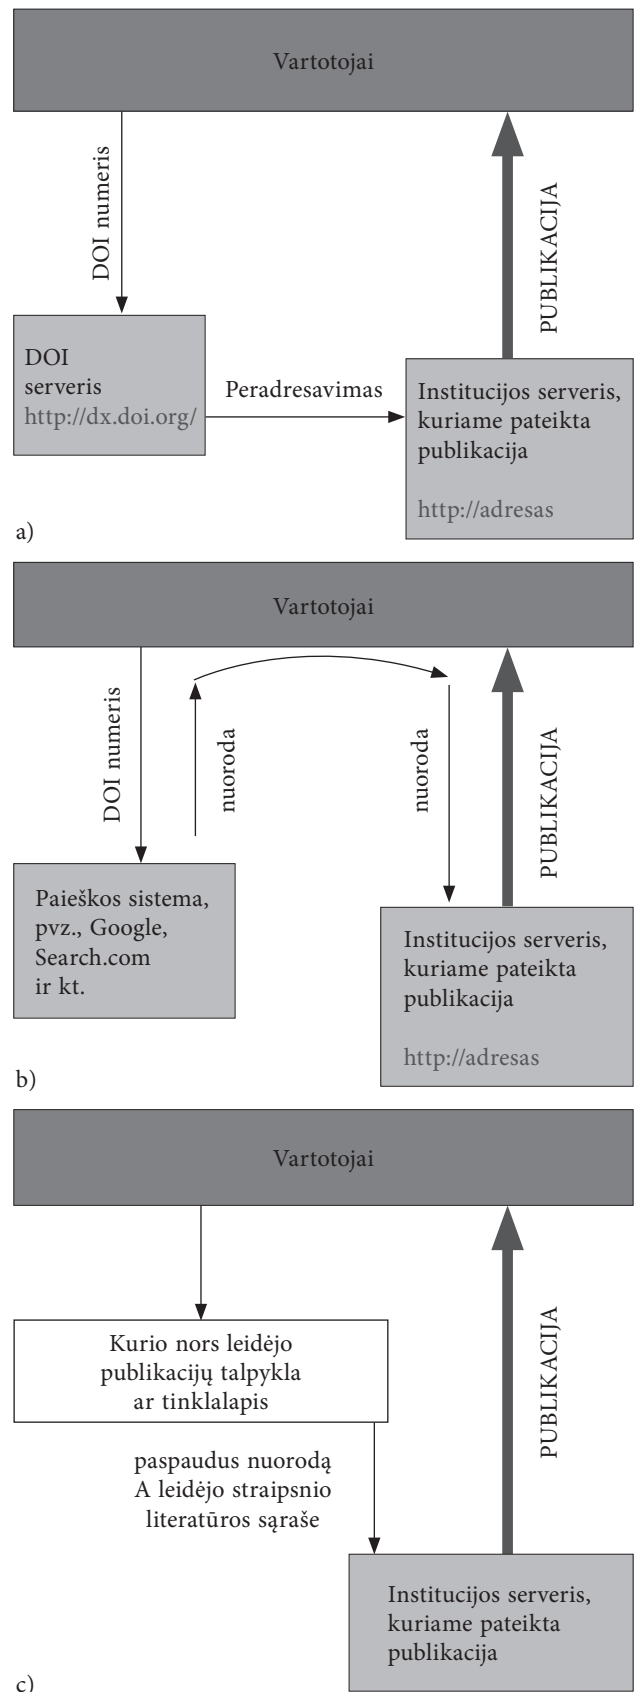 Vartotojai
DOI numeris
PUBLIKACIJA
DOI
serveris
http://dx.doi.org/
Peradresavimas
Institucijos serveris,
kuriame pateikta
publikacija
http://adresas
a)
Vartotojai
DOI numeris
nuoroda
nuoroda
PUBLIKACIJA
Paieškos sistema,
pvz., Google,
Search.com
ir kt.
Institucijos serveris,
kuriame pateikta
publikacija
http://adresas
b)
Vartotojai
Kurio nors leidėjo
publikacijų talpykla
ar tinklalapis
PUBLIKACIJA
paspaudus nuorodą
A leidėjo straipsnio
literatūros sąraše
Institucijos serveris,
kuriame pateikta
publikacija
c)